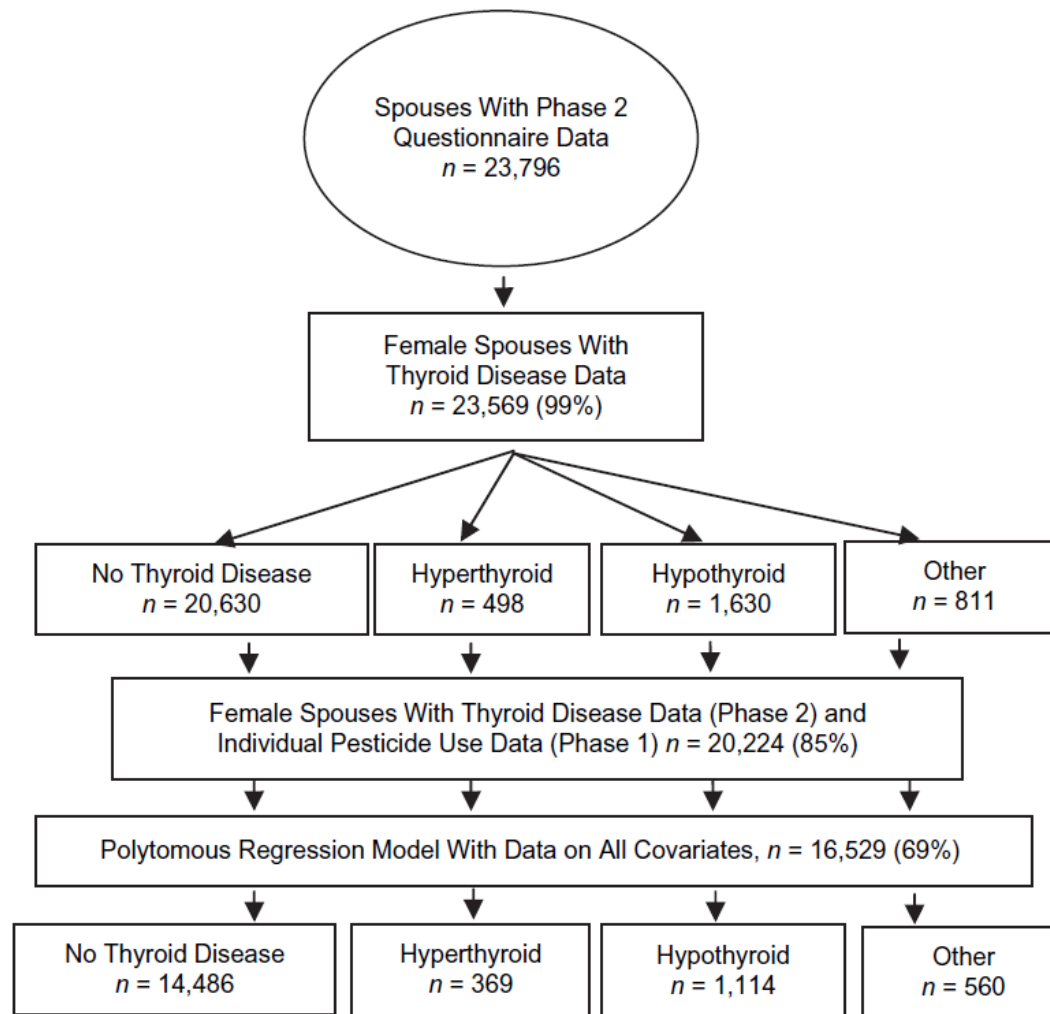 Spouses With Phase 2
Questionnaire Data
n = 23,796
Female Spouses With
Thyroid Disease Data
n = 23,569 (99%)
No Thyroid Disease
n = 20,630
Hyperthyroid
n = 498
Hypothyroid
n = 1,630
Other
n = 811
Female Spouses With Thyroid Disease Data (Phase 2) and
Individual Pesticide Use Data (Phase 1) n = 20,224 (85%)
Polytomous Regression Model With Data on All Covariates, n = 16,529 (69%)
No Thyroid Disease
n = 14,486
Hyperthyroid
n = 369
Hypothyroid
n = 1,114
Other
n = 560